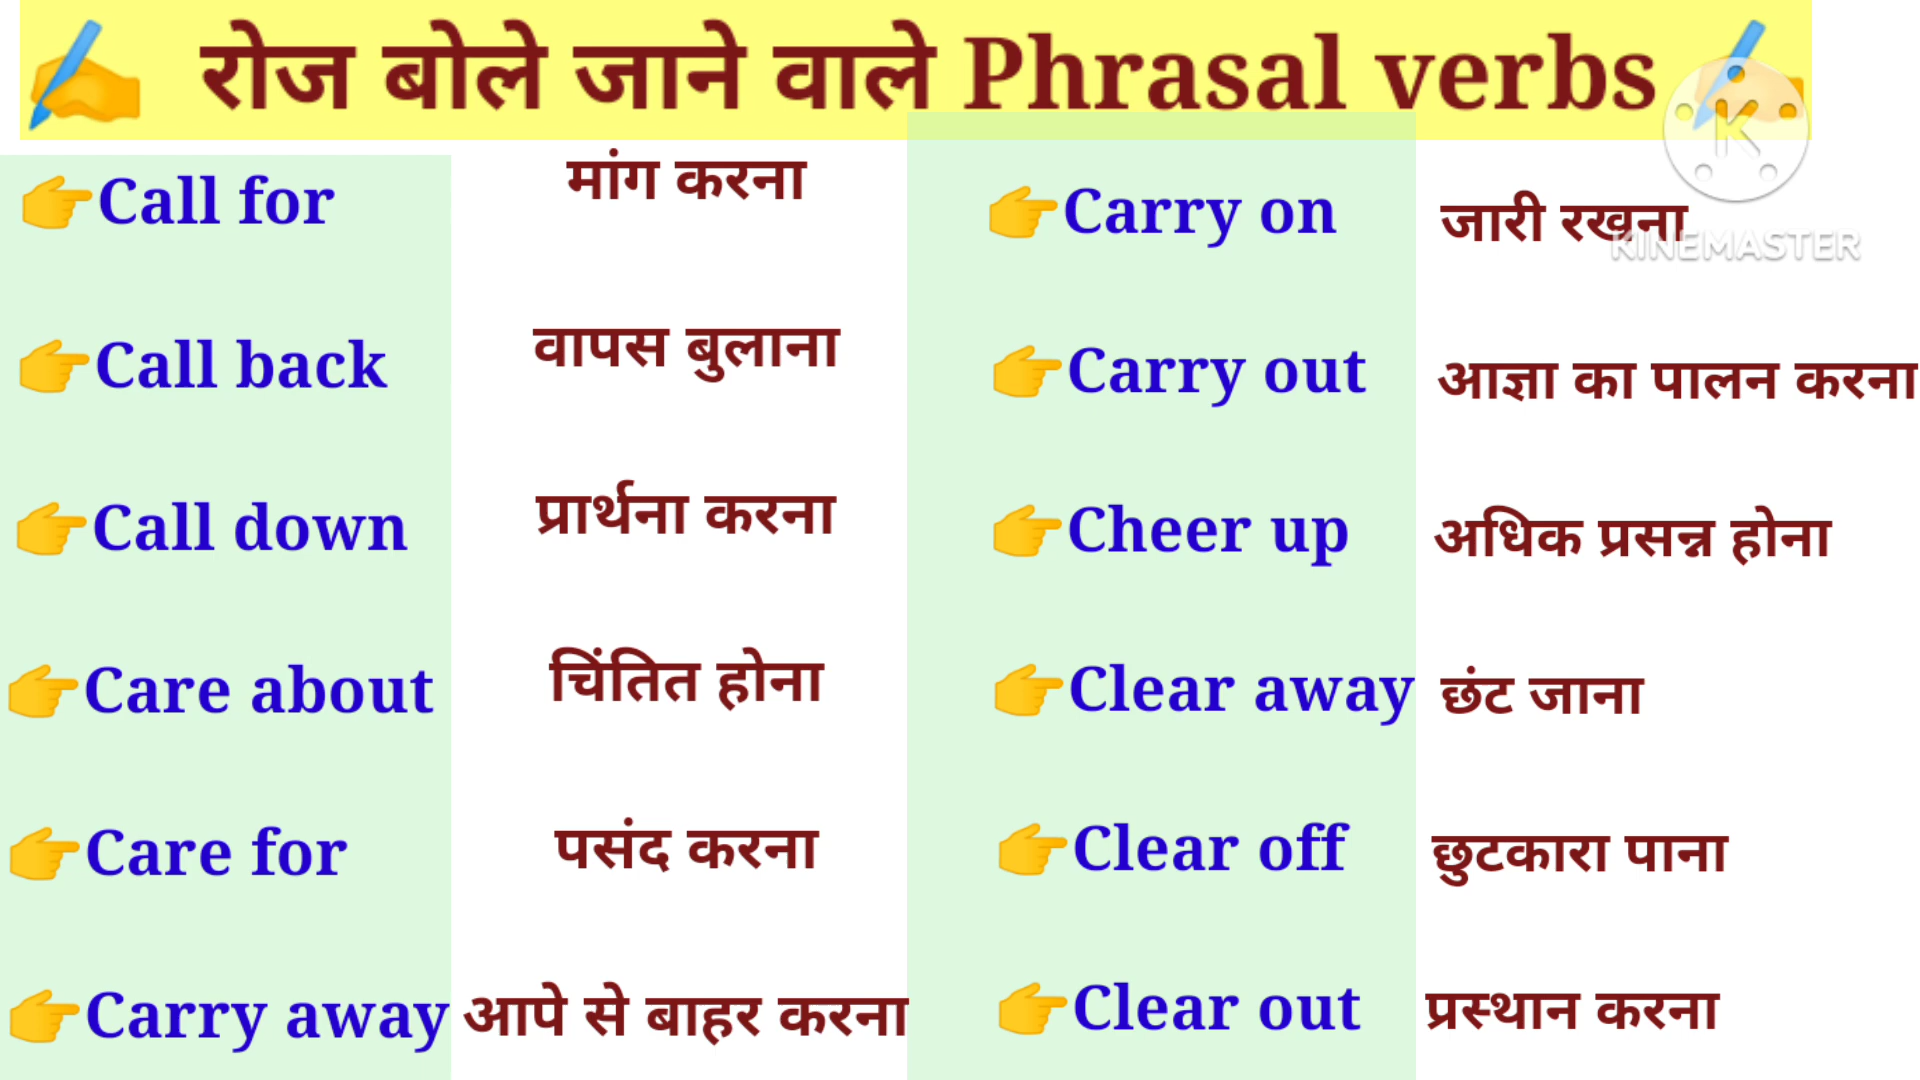 रोज बोले जाने वाले Phrasal verbs
Call for मांग करना
Call back वापस बुलाना
Call down प्रार्थना करना
Care about चिंतित होना
Care for पसंद करना
Carry away आपे से बाहर करना
Carry on जारी रखना
Carry out आज्ञा का पालन करना
Cheer up अधिक प्रसन्न होना
Clear away छंट जाना
Clear off छुटकारा पाना
Clear out प्रस्थान करना
K
KINEMASTER